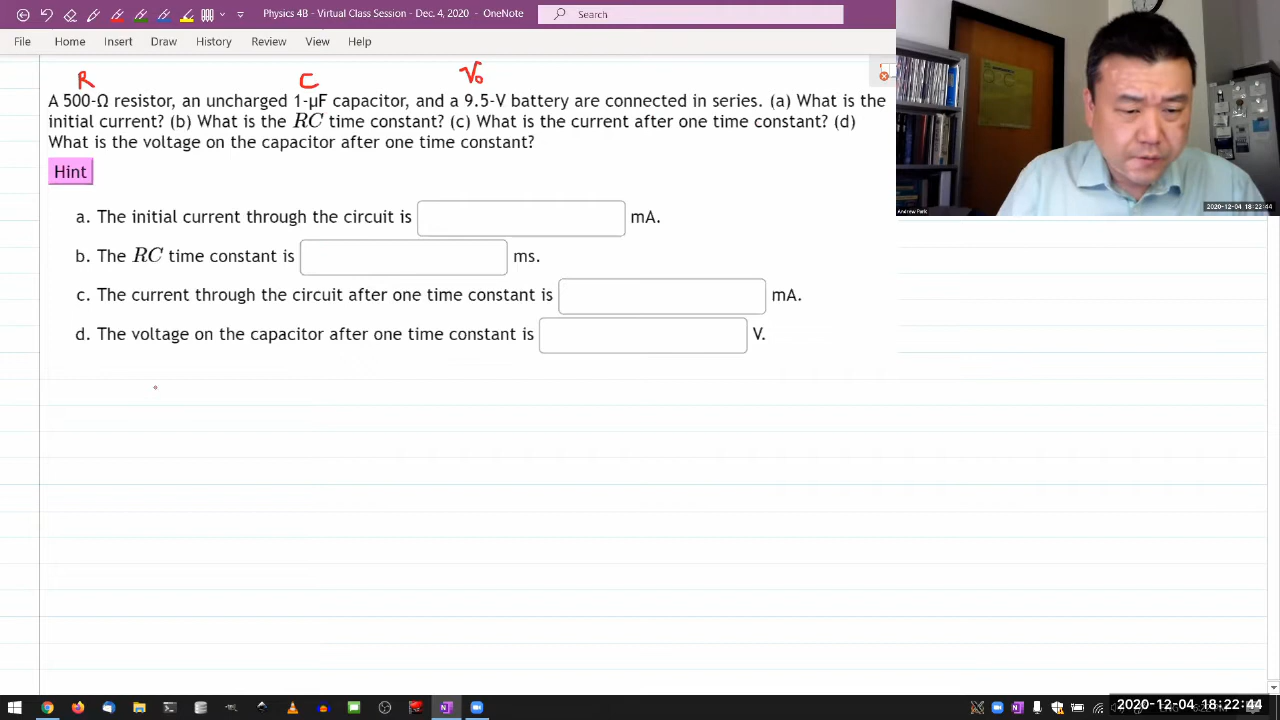 Physics 4B - Virtual Class Session - Dec. 4, 2020 - OneNote
Search
File Home Insert Draw History Review View Help
R C V₀
A 500-Ω resistor, an uncharged 1-μF capacitor, and a 9.5-V battery are connected in series. (a) What is the
initial current? (b) What is the RC time constant? (c) What is the current after one time constant? (d)
What is the voltage on the capacitor after one time constant?
Hint
a. The initial current through the circuit is mA.
b. The RC time constant is ms.
c. The current through the circuit after one time constant is mA.
d. The voltage on the capacitor after one time constant is V.
2020-12-04 18:22:44
Andrew Park
2020-12-04 18:22:44